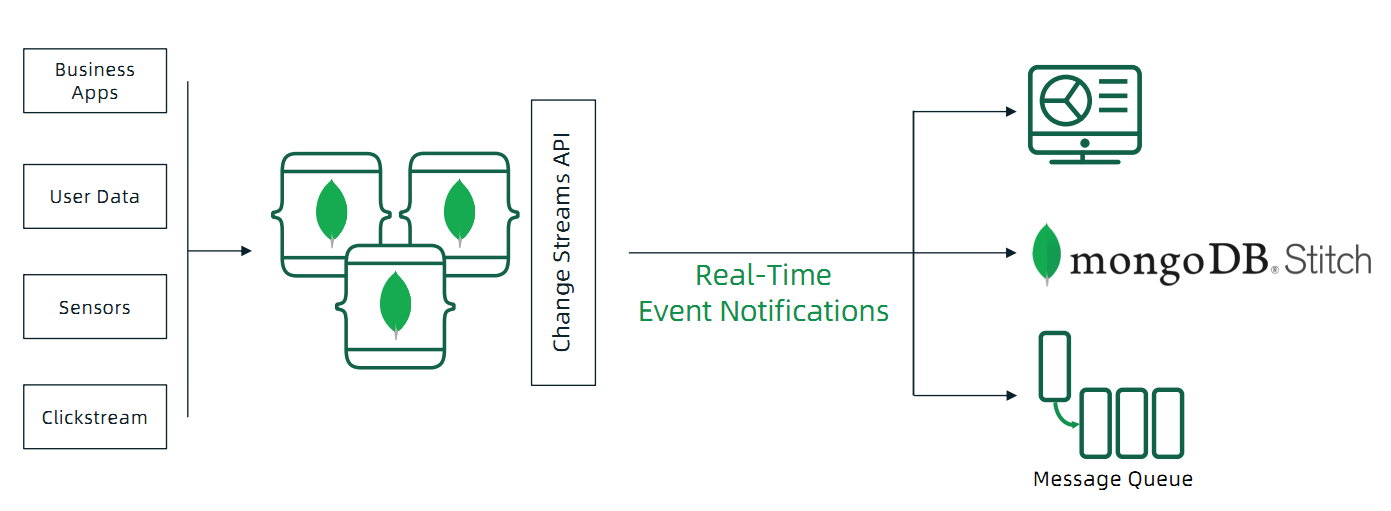 Business
Apps
User Data
Sensors
Clickstream
Change Streams API
Real-Time
Event Notifications
mongoDB® Stitch
Message Queue